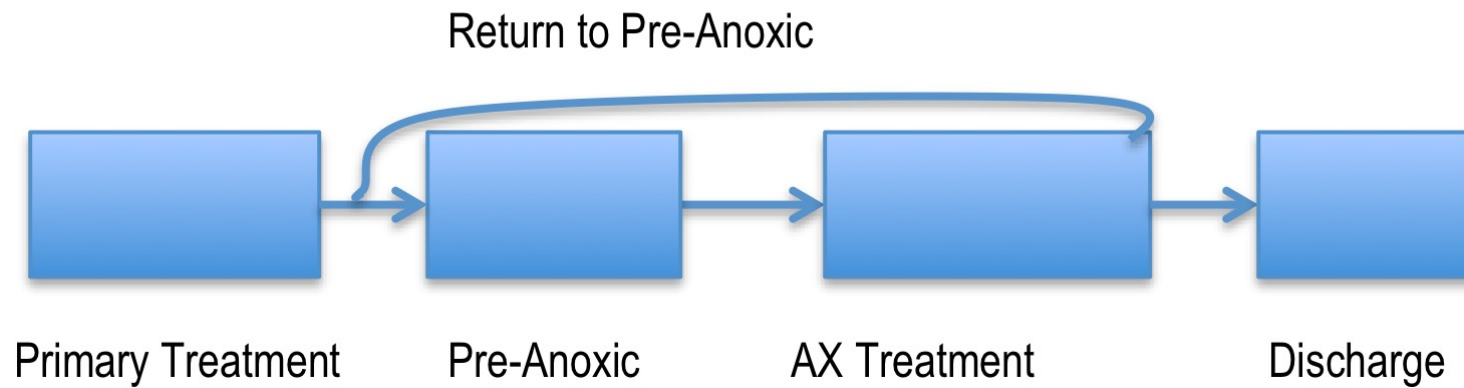 Return to Pre-Anoxic
Primary Treatment
Pre-Anoxic
AX Treatment
Discharge